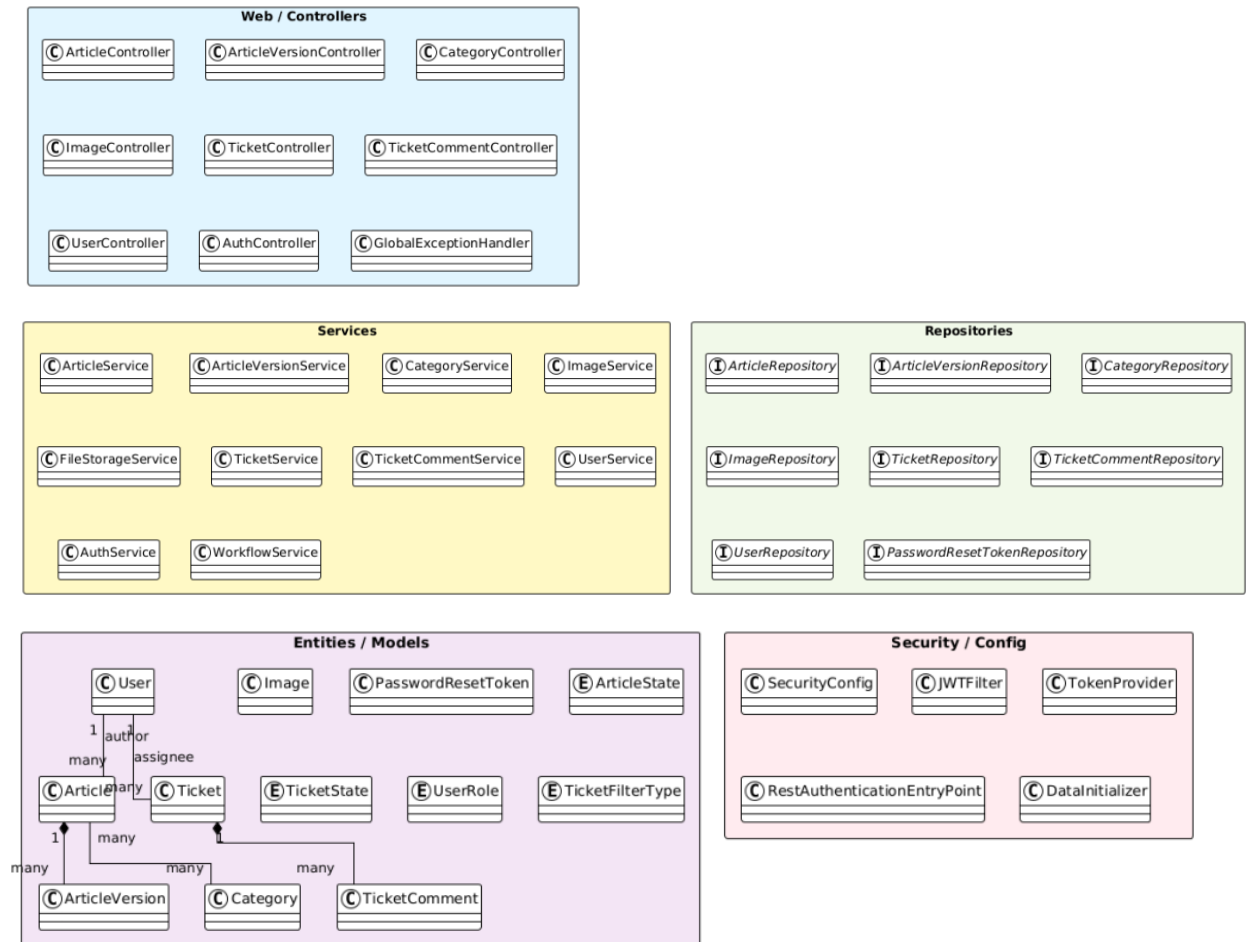 Web / Controllers
C ArticleController
C ArticleVersionController
C CategoryController
C ImageController
C TicketController
C TicketCommentController
C UserController
C AuthController
C GlobalExceptionHandler
Services
C ArticleService
C ArticleVersionService
C CategoryService
C ImageService
C FileStorageService
C TicketService
C TicketCommentService
C UserService
C AuthService
C WorkflowService
Repositories
I ArticleRepository
I ArticleVersionRepository
I CategoryRepository
I ImageRepository
I TicketRepository
I TicketCommentRepository
I UserRepository
I PasswordResetTokenRepository
Entities / Models
C User
C Image
C PasswordResetToken
E ArticleState
1
author
1
many
assignee
many
C Article
C Ticket
E TicketState
E UserRole
E TicketFilterType
1
many
1
many
many
many
C ArticleVersion
C Category
C TicketComment
Security / Config
C SecurityConfig
C JWTFilter
C TokenProvider
C RestAuthenticationEntryPoint
C DataInitializer